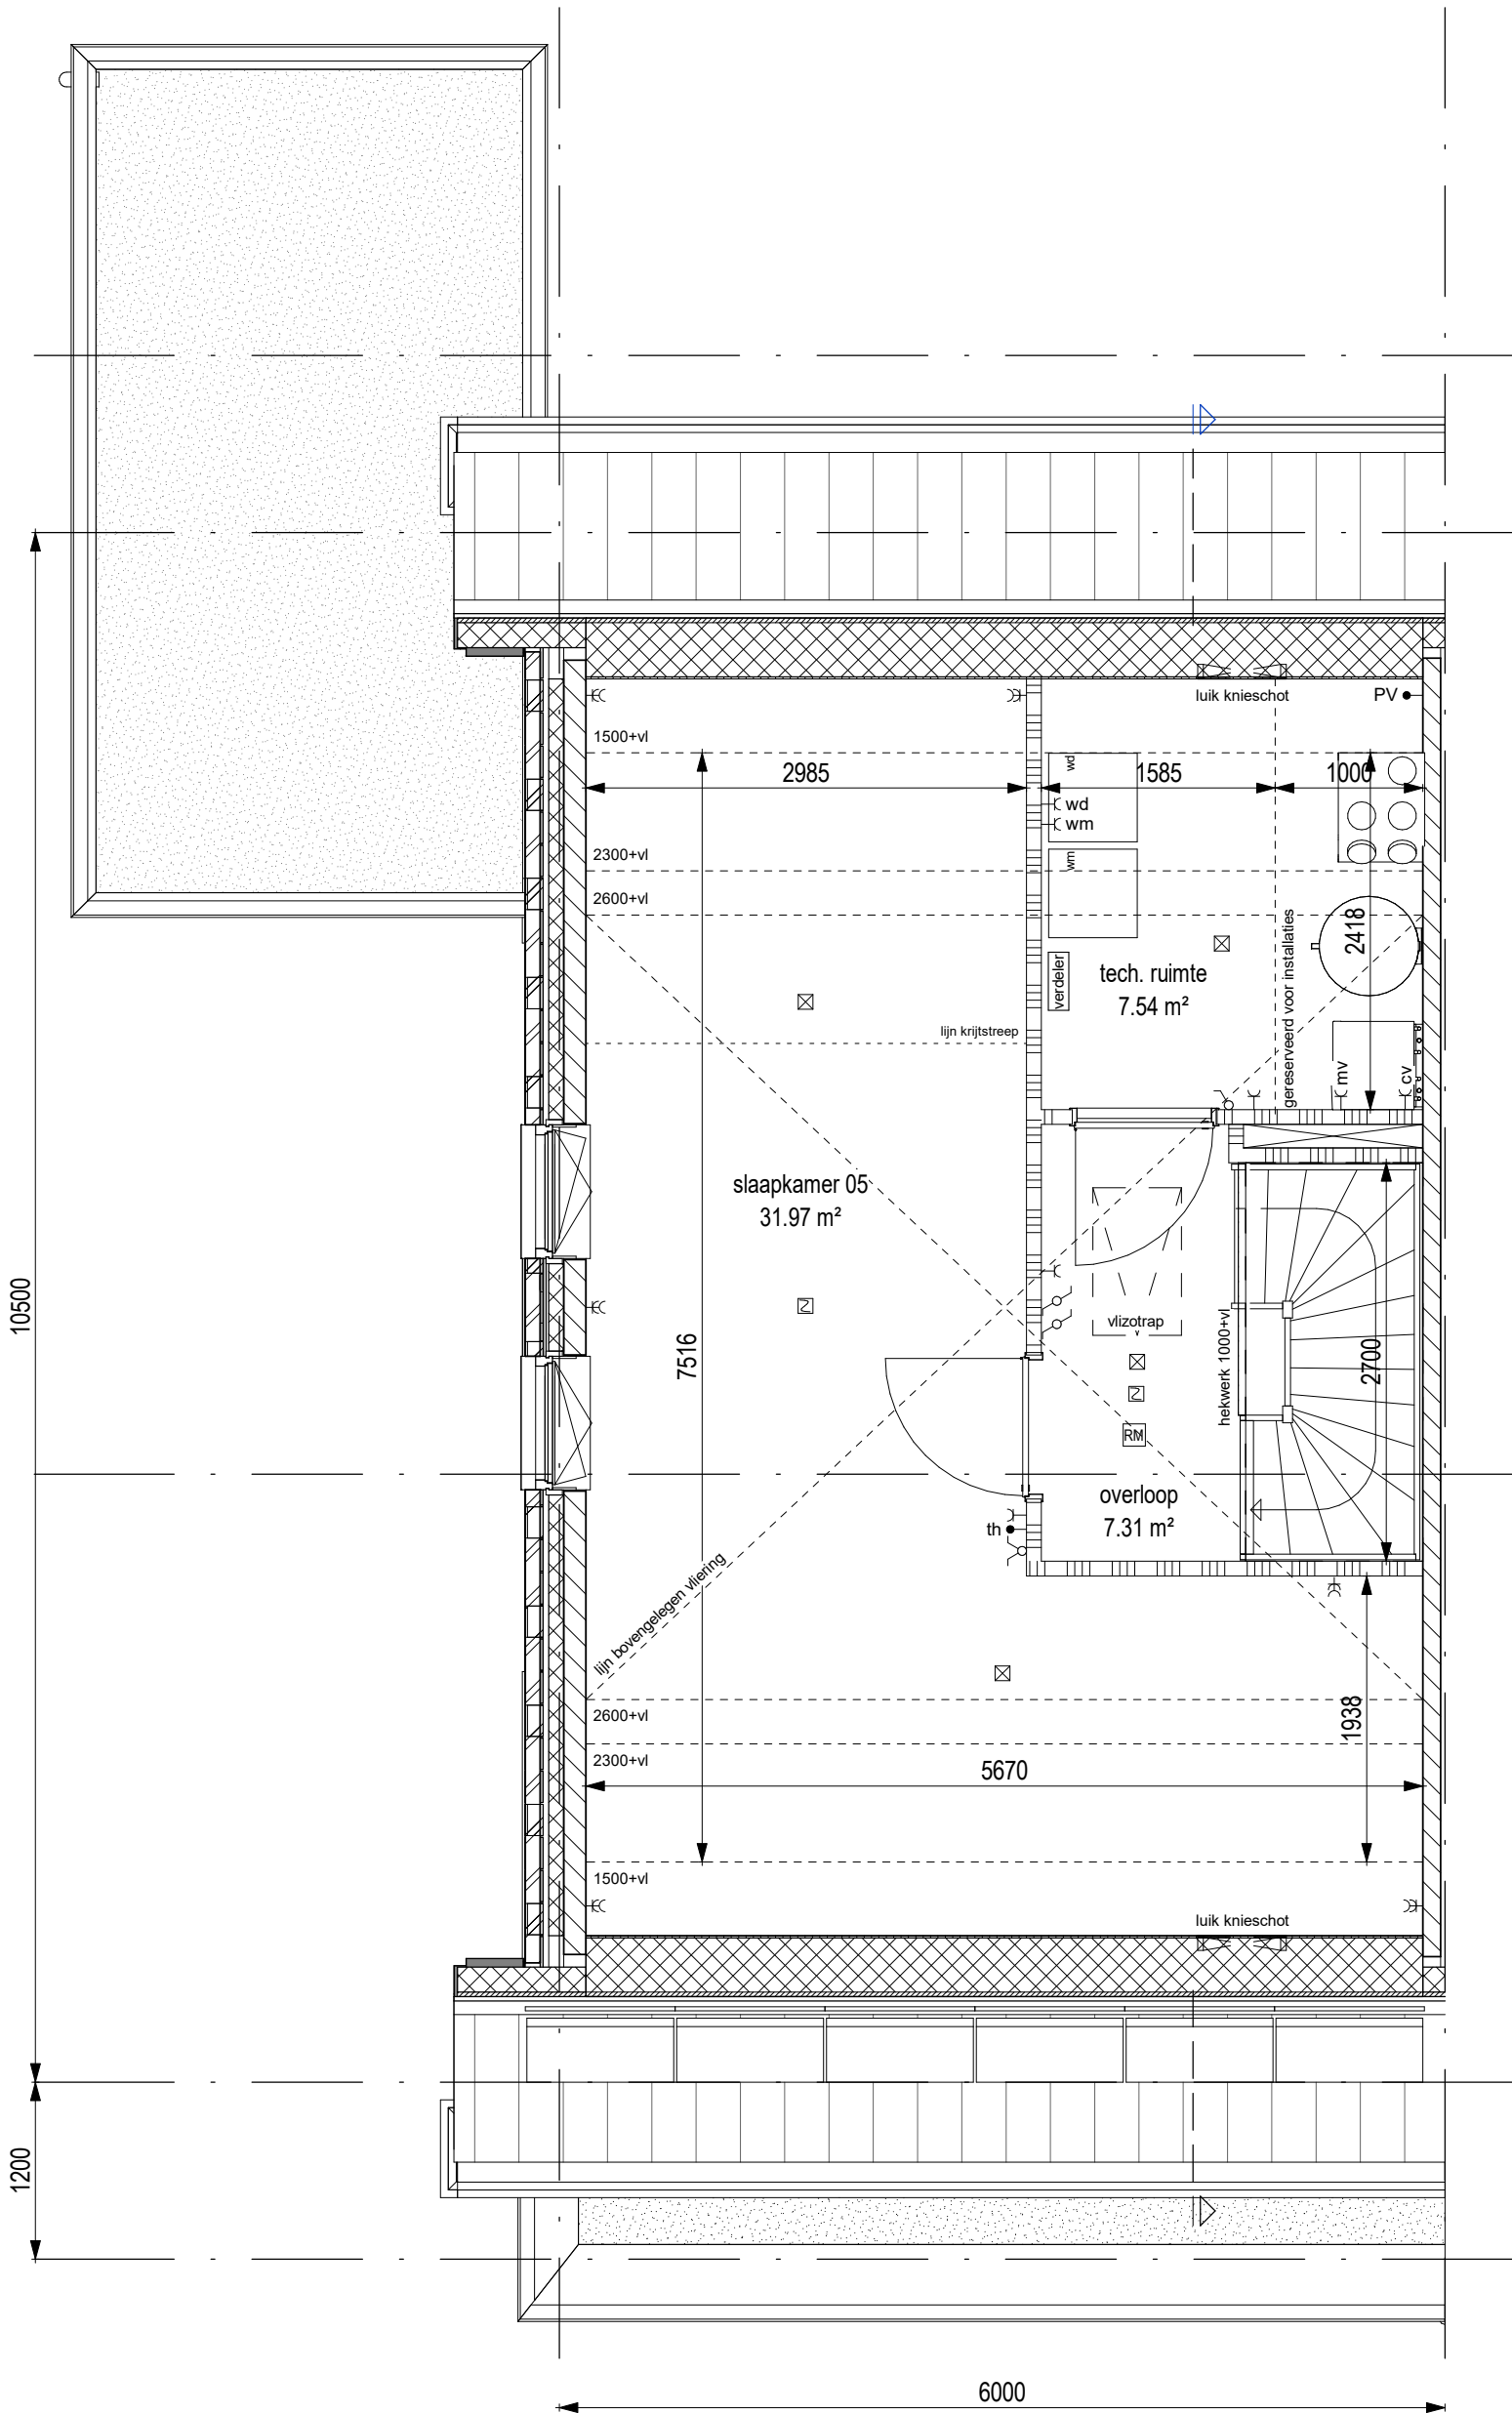 luik knieschot
PV
1500+vl
2985
1585
1000
wd
wd
wm
wm
2300+vl
2600+vl
gereserveerd voor installaties
2418
verdeler
tech. ruimte
7.54 m²
lijn krijtstreep
mv
cv
slaapkamer 05
31.97 m²
10500
7516
vlizotrap
hekwerk 1000+vl
2700
RM
overloop
7.31 m²
th
lijn bovengelegen vliering
2600+vl
1938
2300+vl
5670
1500+vl
luik knieschot
1200
6000